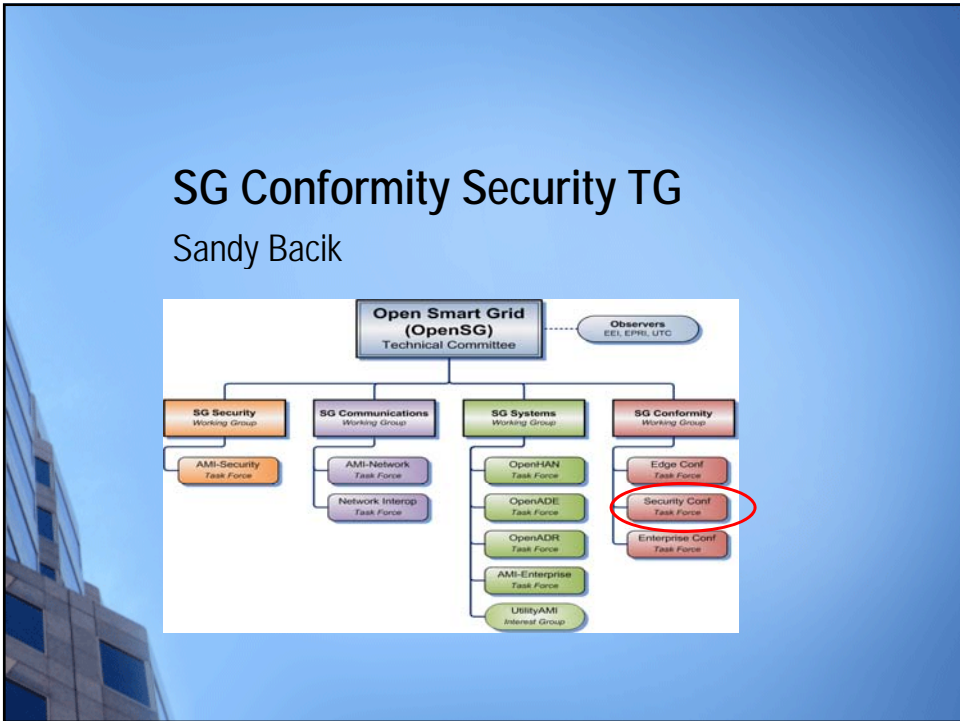 SG Conformity Security TG
Sandy Bacik
Open Smart Grid
(OpenSG)
Technical Committee
Observers
EEI, EPRI, UTC
SG Security
Working Group
AMI-Security
Task Force
SG Communications
Working Group
AMI-Network
Task Force
Network Interop
Task Force
SG Systems
Working Group
OpenHAN
Task Force
OpenADE
Task Force
OpenADR
Task Force
AMI-Enterprise
Task Force
UtilityAMI
Interest Group
SG Conformity
Working Group
Edge Conf
Task Force
Security Conf
Task Force
Enterprise Conf
Task Force